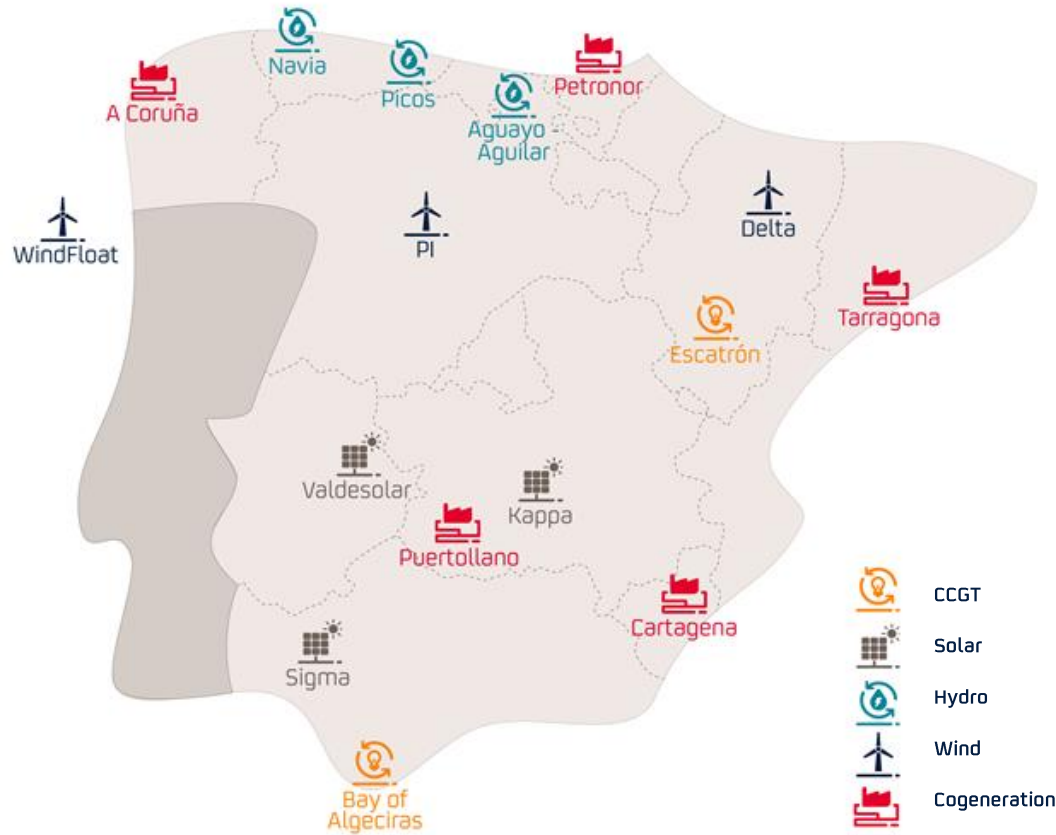 Navia
Picos
Petronor
A Coruña
Aguayo -
Aguilar
WindFloat
PI
Delta
Tarragona
Escatrón
Valdesolar
Kappa
Puertollano
Cartagena
Sigma
Bay of
Algeciras
CCGT
Solar
Hydro
Wind
Cogeneration